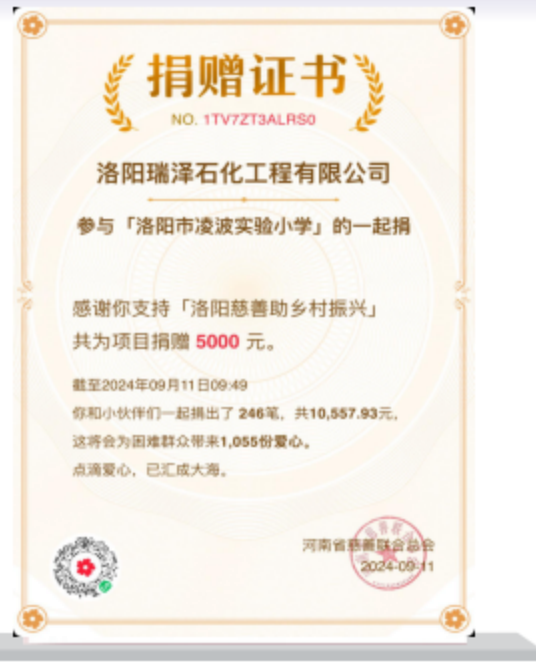 捐赠证书
NO. 1TV7ZT3ALRS0
洛阳瑞泽石化工程有限公司
参与「洛阳市凌波实验小学」的一起捐
感谢你支持「洛阳慈善助乡村振兴」
共为项目捐赠 5000 元。
截至2024年09月11日09:49
你和小伙伴们一起捐出了 246笔，共10,557.93元，
这将会为困难群众带来1,055份爱心。
点滴爱心，已汇成大海。
河南省慈善联合总会
2024-09-11